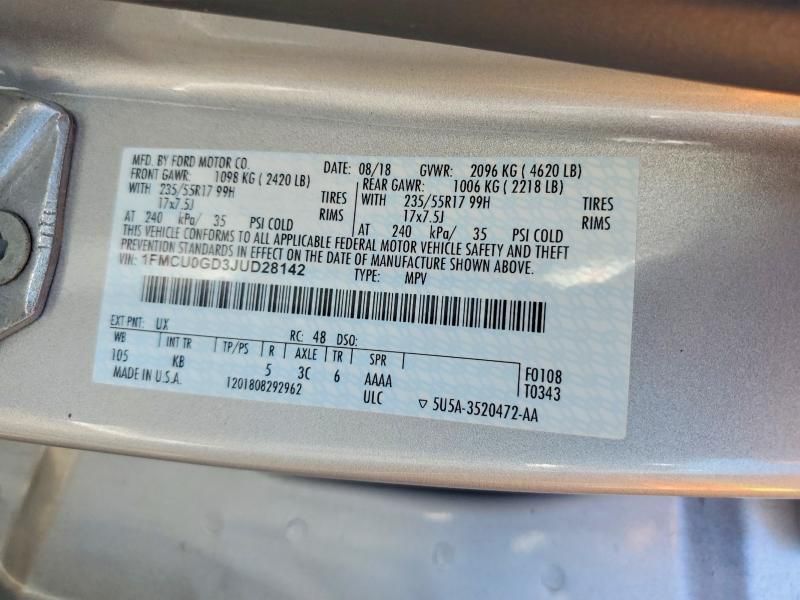 MFD. BY FORD MOTOR CO. DATE: 08/18 GVWR: 2096 KG ( 4620 LB)
FRONT GAWR: 1098 KG ( 2420 LB) REAR GAWR: 1006 KG ( 2218 LB)
WITH 235/55R17 99H TIRES WITH 235/55R17 99H TIRES
17x7.5J RIMS 17x7.5J RIMS
AT 240 kPa/ 35 PSI COLD AT 240 kPa/ 35 PSI COLD
THIS VEHICLE CONFORMS TO ALL APPLICABLE FEDERAL MOTOR VEHICLE SAFETY AND THEFT
PREVENTION STANDARDS IN EFFECT ON THE DATE OF MANUFACTURE SHOWN ABOVE.
VIN: 1FMCU0GD3JUD28142
TYPE: MPV
EXT PNT: UX RC: 48 DSO:
WB INT TR TP/PS R AXLE TR SPR F0108
105 KB 5 3C 6 AAAA T0343
MADE IN U.S.A. 1201808292962 ULC ▽ 5U5A-3520472-AA